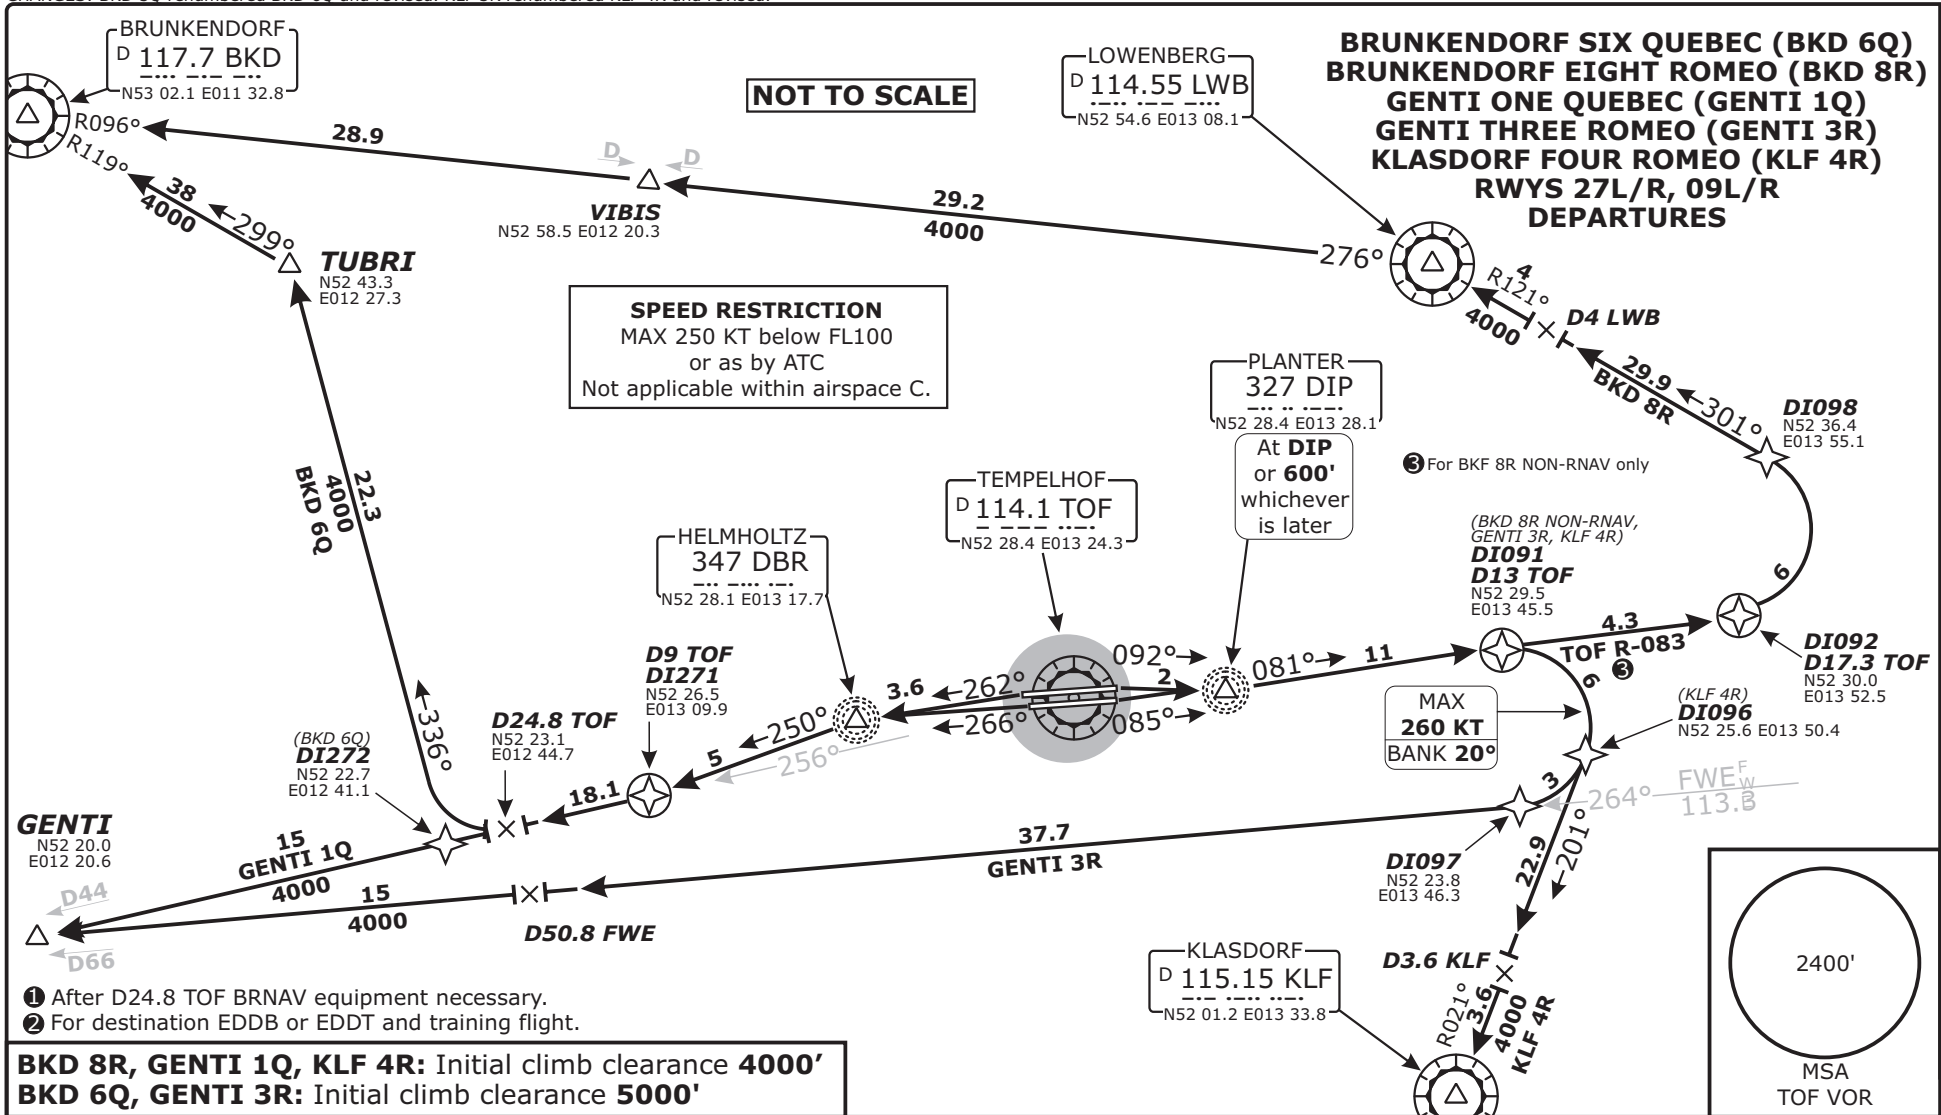 BRUNKENDORF SIX QUEBEC (BKD 6Q)
BRUNKENDORF EIGHT ROMEO (BKD 8R)
GENTI ONE QUEBEC (GENTI 1Q)
GENTI THREE ROMEO (GENTI 3R)
KLASDORF FOUR ROMEO (KLF 4R)
RWYS 27L/R, 09L/R
DEPARTURES
BRUNKENDORF
D 117.7 BKD
N53 02.1 E011 32.8
R096°
R119°
28.9
D
D
VIBIS
N52 58.5 E012 20.3
NOT TO SCALE
29.2
4000
276°
LOWENBERG
D 114.55 LWB
N52 54.6 E013 08.1
4
R121°
4000
D4 LWB
29.9
BKD 8R
301°
DI098
N52 36.4
E013 55.1
38
4000
299°
TUBRI
N52 43.3
E012 27.3
SPEED RESTRICTION
MAX 250 KT below FL100
or as by ATC
Not applicable within airspace C.
PLANTER
327 DIP
N52 28.4 E013 28.1
At DIP
or 600'
whichever
is later
3 For BKF 8R NON-RNAV only
22.3
4000
BKD 6Q
336°
TEMPELHOF
D 114.1 TOF
N52 28.4 E013 24.3
HELMHOLTZ
347 DBR
N52 28.1 E013 17.7
(BKD 8R NON-RNAV,
GENTI 3R, KLF 4R)
DI091
D13 TOF
N52 29.5
E013 45.5
6
4.3
TOF R-083
3
DI092
D17.3 TOF
N52 30.0
E013 52.5
092°
2
085°
081°
11
3.6
262°
266°
D9 TOF
DI271
N52 26.5
E013 09.9
250°
5
256°
18.1
D24.8 TOF
N52 23.1
E012 44.7
(BKD 6Q)
DI272
N52 22.7
E012 41.1
6
MAX
260 KT
BANK 20°
(KLF 4R)
DI096
N52 25.6 E013 50.4
3
264°
FWE
113.3
GENTI
N52 20.0
E012 20.6
15
GENTI 1Q
4000
D44
15
4000
D66
D50.8 FWE
37.7
GENTI 3R
DI097
N52 23.8
E013 46.3
22.9
201°
D3.6 KLF
R021°
3.6
4000
KLF 4R
KLASDORF
D 115.15 KLF
N52 01.2 E013 33.8
2400'
MSA
TOF VOR
1 After D24.8 TOF BRNAV equipment necessary.
2 For destination EDDB or EDDT and training flight.
BKD 8R, GENTI 1Q, KLF 4R: Initial climb clearance 4000’
BKD 6Q, GENTI 3R: Initial climb clearance 5000'